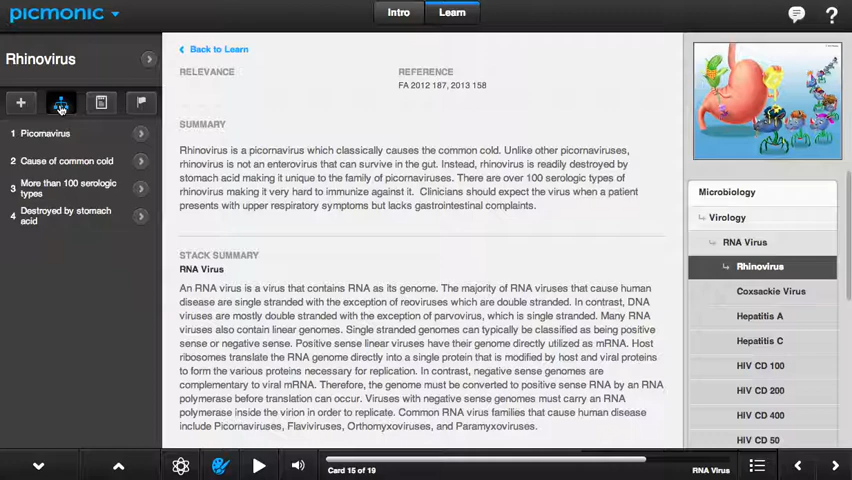 picmonic
Intro
Learn
?
Rhinovirus
1 Picornavirus
2 Cause of common cold
3 More than 100 serologic
types
4 Destroyed by stomach
acid
Back to Learn
RELEVANCE
REFERENCE
FA 2012 187, 2013 158
SUMMARY
Rhinovirus is a picornavirus which classically causes the common cold. Unlike other picornaviruses,
rhinovirus is not an enterovirus that can survive in the gut. Instead, rhinovirus is readily destroyed by
stomach acid making it unique to the family of picornaviruses. There are over 100 serologic types of
rhinovirus making it very hard to immunize against it. Clinicians should expect the virus when a patient
presents with upper respiratory symptoms but lacks gastrointestinal complaints.
STACK SUMMARY
RNA Virus
An RNA virus is a virus that contains RNA as its genome. The majority of RNA viruses that cause human
disease are single stranded with the exception of reoviruses which are double stranded. In contrast, DNA
viruses are mostly double stranded with the exception of parvovirus, which is single stranded. Many RNA
viruses also contain linear genomes. Single stranded genomes can typically be classified as being positive
sense or negative sense. Positive sense linear viruses have their genome directly utilized as mRNA. Host
ribosomes translate the RNA genome directly into a single protein that is modified by host and viral proteins
to form the various proteins necessary for replication. In contrast, negative sense genomes are
complementary to viral mRNA. Therefore, the genome must be converted to positive sense RNA by an RNA
polymerase before translation can occur. Viruses with negative sense genomes must carry an RNA
polymerase inside the virion in order to replicate. Common RNA virus families that cause human disease
include Picornaviruses, Flaviviruses, Orthomyxoviruses, and Paramyxoviruses.
Microbiology
Virology
RNA Virus
Rhinovirus
Coxsackie Virus
Hepatitis A
Hepatitis C
HIV CD 100
HIV CD 200
HIV CD 400
HIV CD 50
Card 15 of 19
RNA Virus